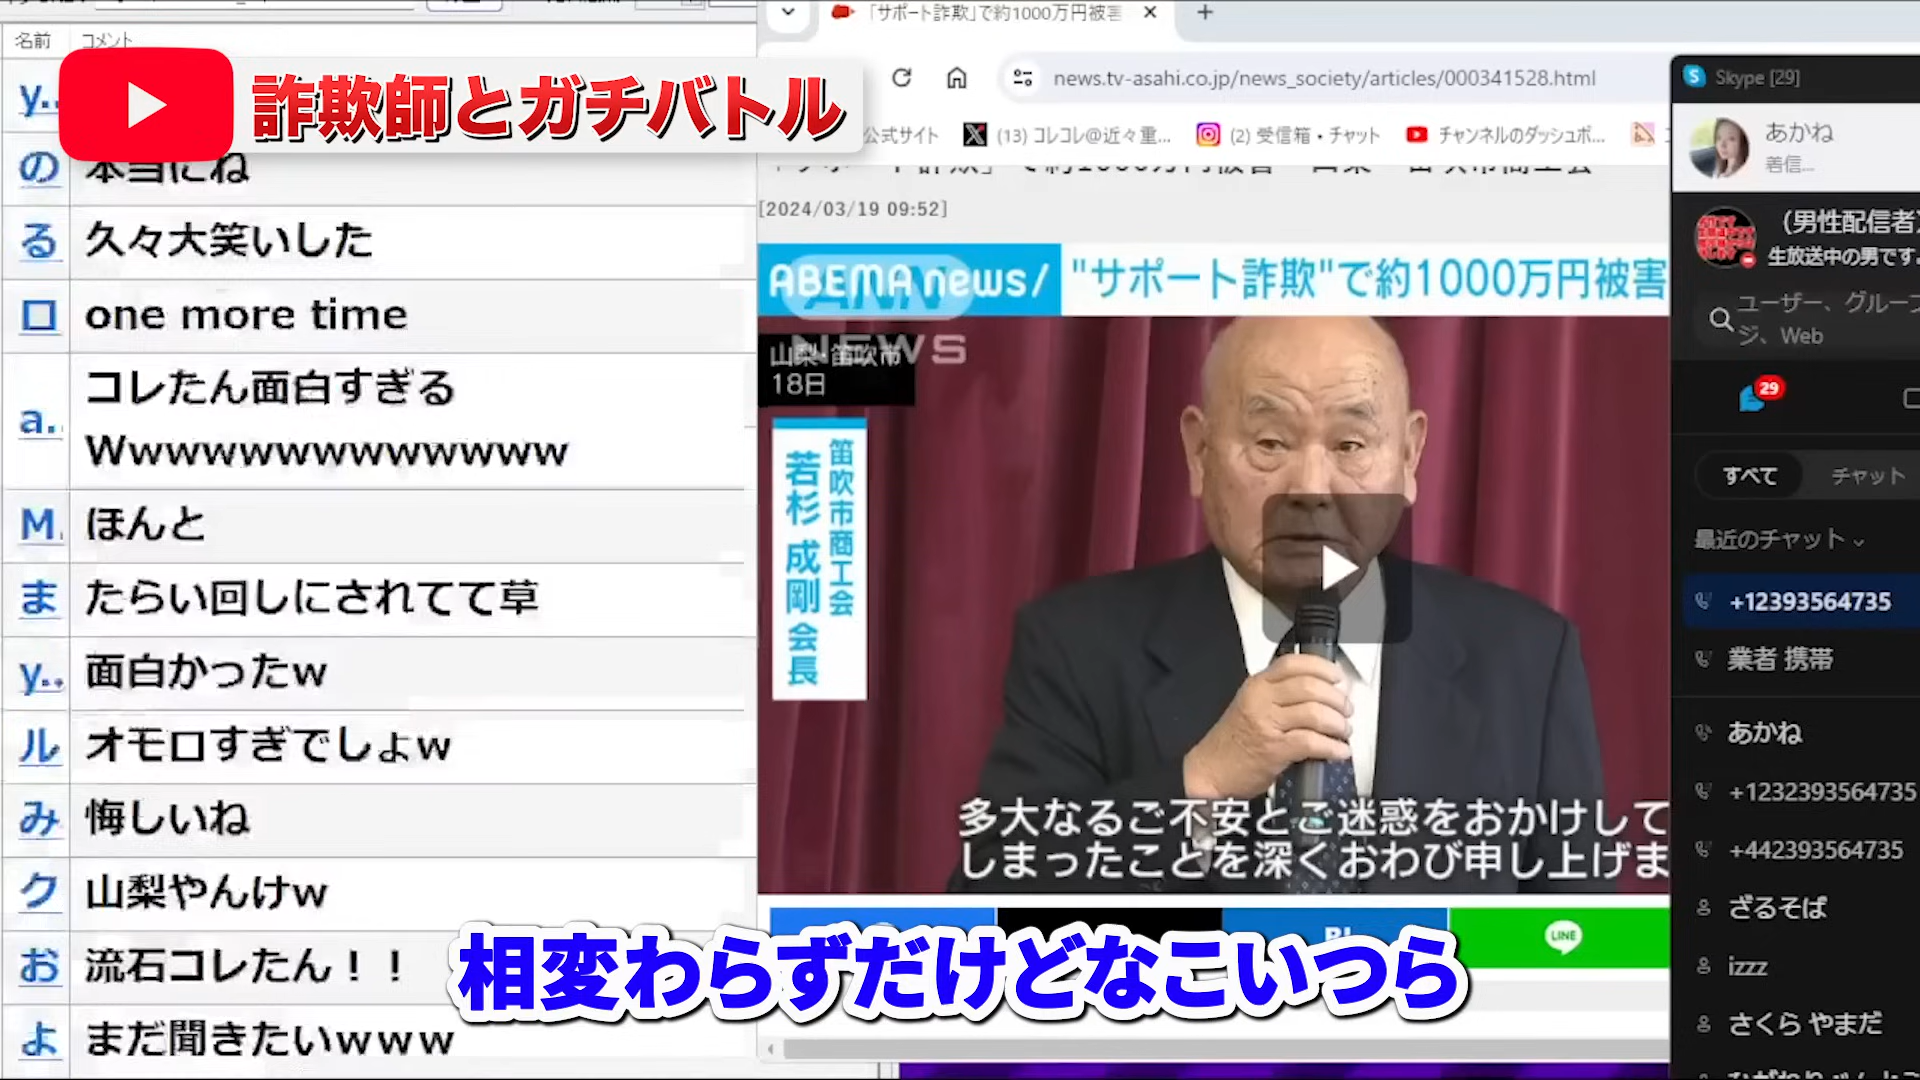 名前 コメント
詐欺師とガチバトル
y..
の 本当にね
る 久々大笑いした
ロ one more time
a. コレたん面白すぎる
Wwwwwwwwwwwwww
M. ほんと
ま たらい回しにされてて草
y.. 面白かったw
ル オモロすぎでしょw
み 悔しいね
ク 山梨やんけw
お 流石コレたん！！
よ まだ聞きたいwww
「サポート詐欺」で約1000万円被害
news.tv-asahi.co.jp/news_society/articles/000341528.html
公式サイト
(13) コレコレ@近々重...
(2) 受信箱・チャット
チャンネルのダッシュボ...
[2024/03/19 09:52]
ABEMA news/
"サポート詐欺"で約1000万円被害
ANN
NEWS
山梨・笛吹市
18日
笛吹市商工会
若杉 成剛 会長
多大なるご不安とご迷惑をおかけして
しまったことを深くおわび申し上げま
LINE
相変わらずだけどなこいつら
Skype [29]
あかね
着信...
（男性配信者）
生放送中の男です。
ユーザー、グルー
ジ、Web
29
すべて チャット
最近のチャット
+12393564735
業者 携帯
あかね
+1232393564735
+442393564735
ざるそば
izzz
さくら やまだ